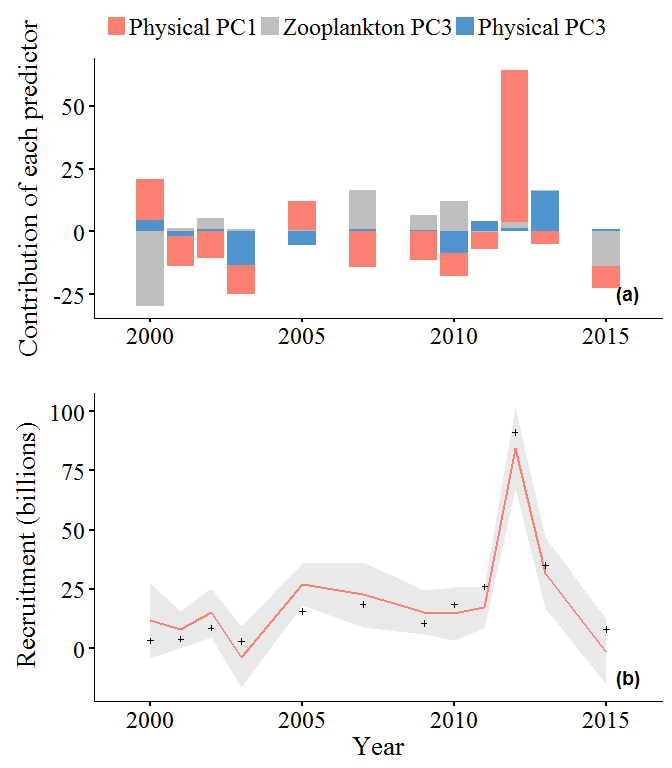 Physical PC1 Zooplankton PC3 Physical PC3
Contribution of each predictor
50
25
0
-25
(a)
2000 2005 2010 2015
Recruitment (billions)
100
75
50
25
0
(b)
2000 2005 2010 2015
Year